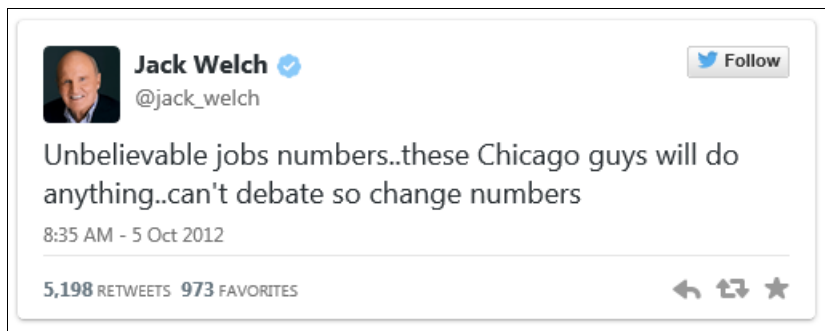 Jack Welch
Follow
@jack_welch
Unbelievable jobs numbers..these Chicago guys will do
anything..can't debate so change numbers
8:35 AM - 5 Oct 2012
5,198 RETWEETS 973 FAVORITES